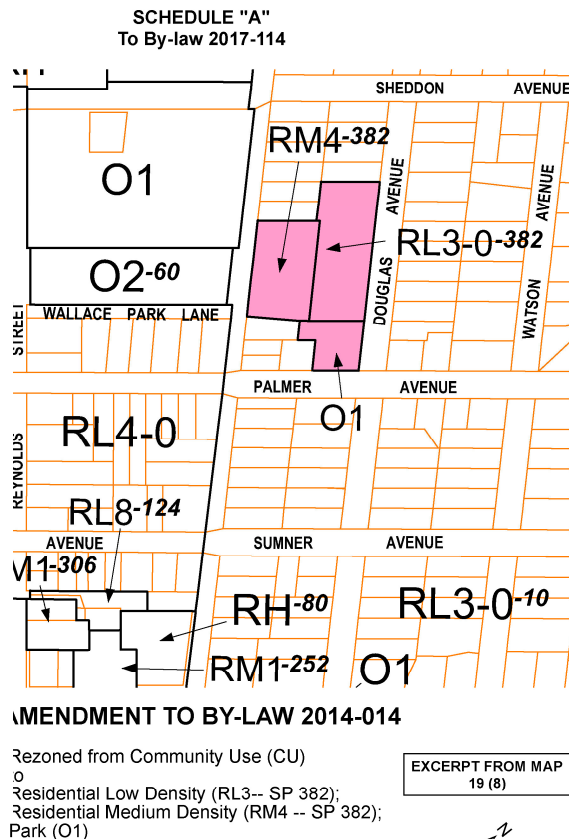 SCHEDULE "A"
To By-law 2017-114
SHEDDON AVENUE
RM4-382
O1
AVENUE
AVENUE
RL3-0-382
O2-60
DOUGLAS
WATSON
STREET
WALLACE PARK LANE
PALMER AVENUE
O1
RL4-0
REYNOLDS
RL8-124
AVENUE
SUMNER AVENUE
M1-306
RH-80
RL3-0-10
RM1-252
O1
AMENDMENT TO BY-LAW 2014-014
Rezoned from Community Use (CU)
o
Residential Low Density (RL3-- SP 382);
Residential Medium Density (RM4 -- SP 382);
Park (O1)
EXCERPT FROM MAP
19 (8)
N